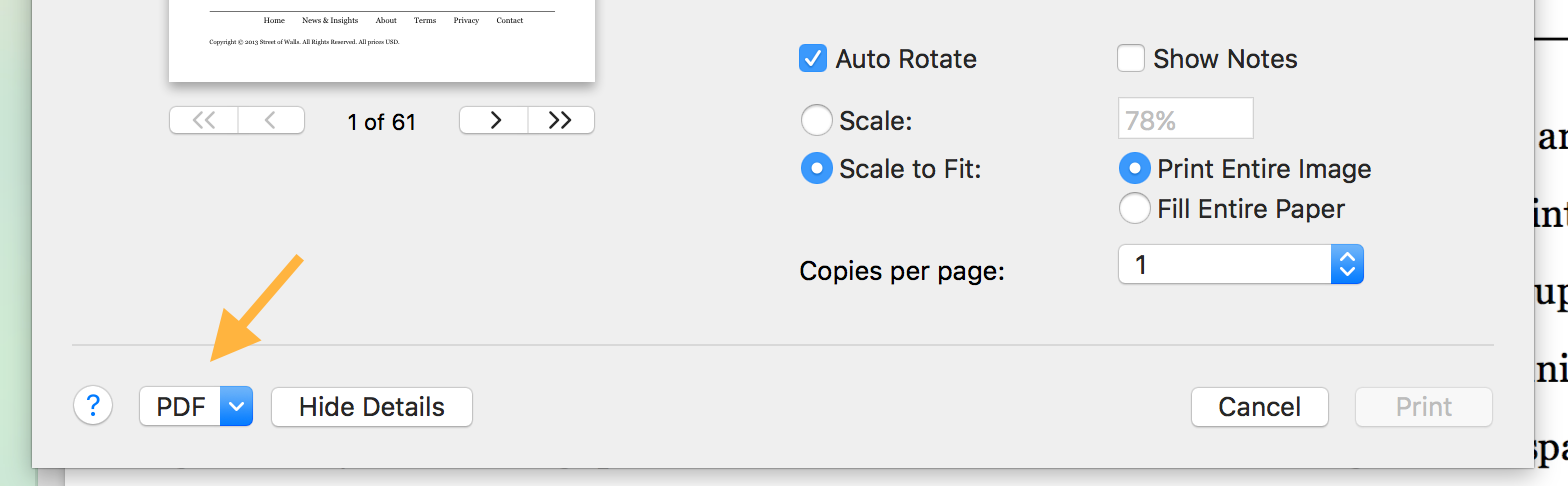 Home News & Insights About Terms Privacy Contact
Copyright © 2013 Street of Walls. All Rights Reserved. All prices USD.
Auto Rotate Show Notes
1 of 61
Scale: 78%
Scale to Fit: Print Entire Image
Fill Entire Paper
Copies per page: 1
? PDF Hide Details Cancel Print